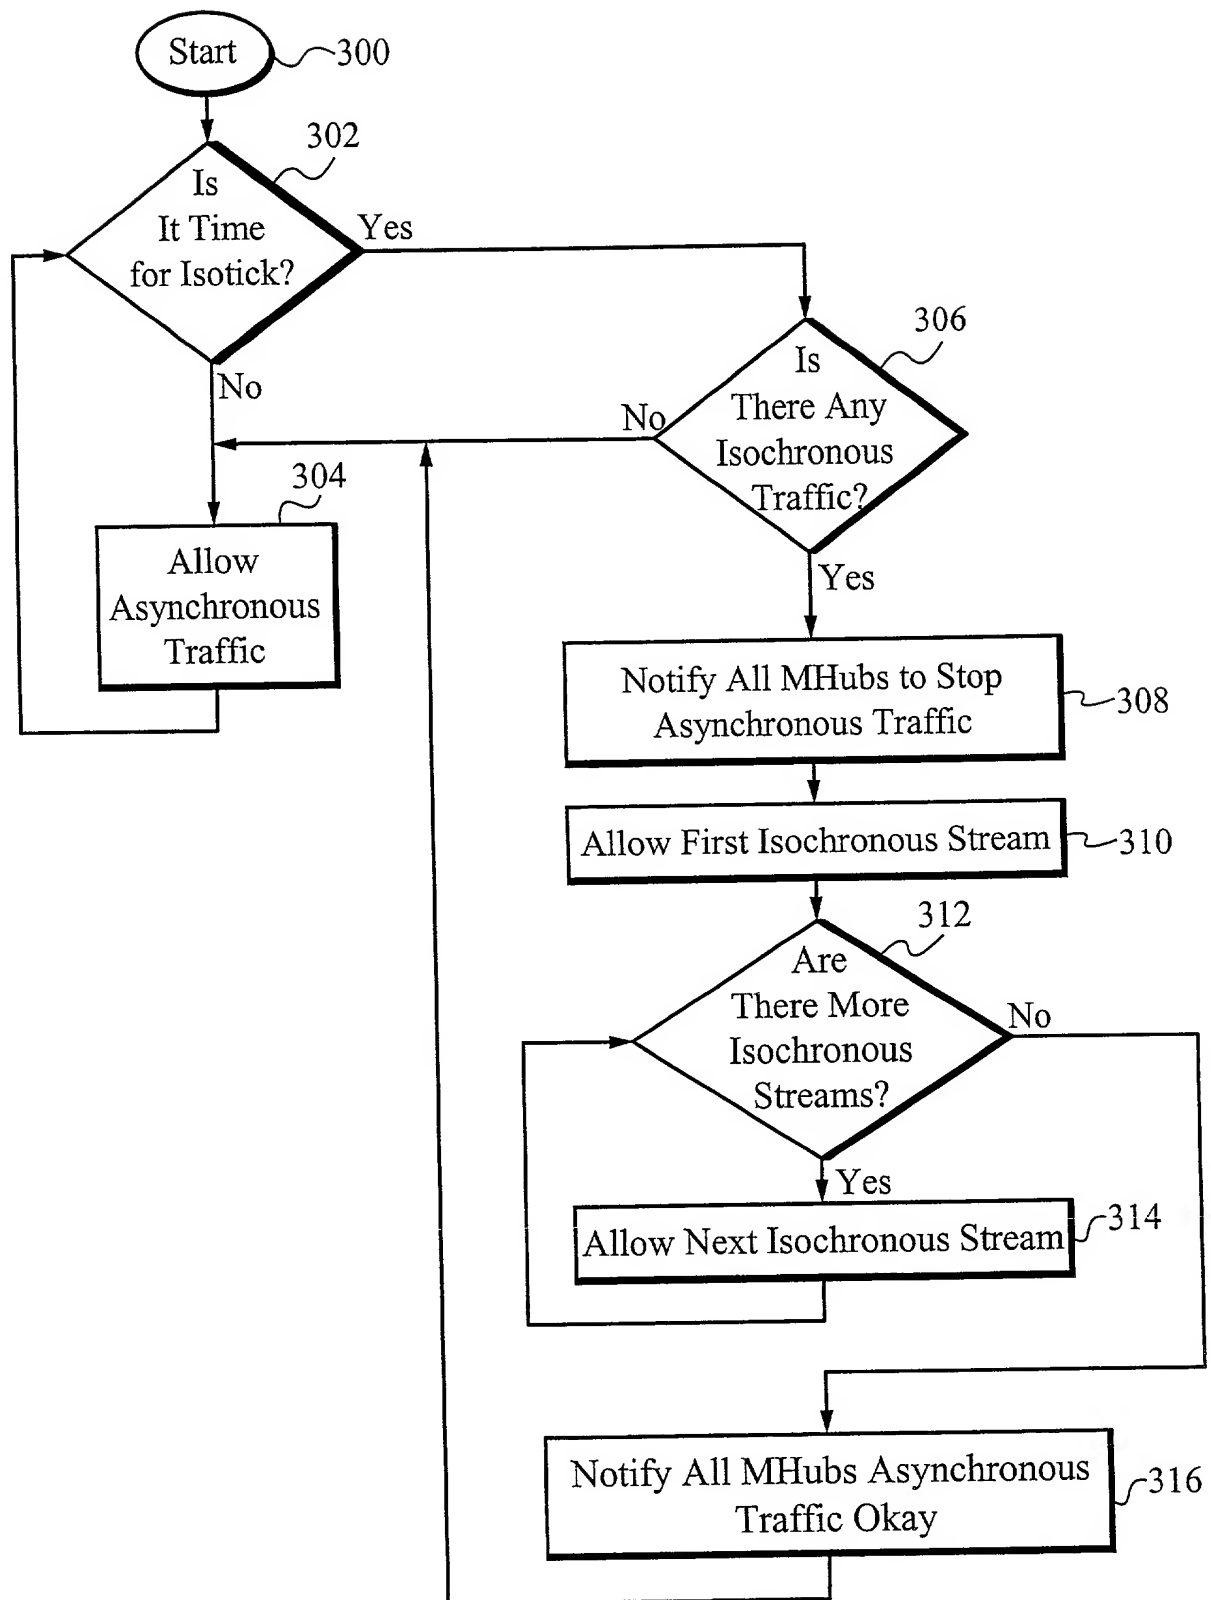 Start
300
302
Is
It Time
for Isotick?
Yes
No
306
Is
There Any
Isochronous
Traffic?
No
Yes
304
Allow
Asynchronous
Traffic
Notify All MHubs to Stop
Asynchronous Traffic
308
Allow First Isochronous Stream
310
312
Are
There More
Isochronous
Streams?
No
Yes
Allow Next Isochronous Stream
314
Notify All MHubs Asynchronous
Traffic Okay
316